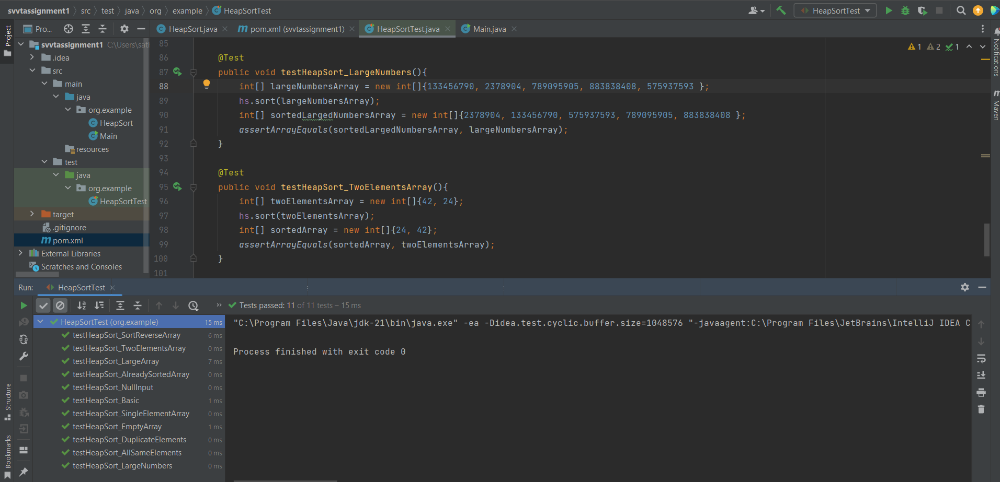 svvtassignment1 〉 src 〉 test 〉 java 〉 org 〉 example 〉 HeapSortTest
HeapSortTest
Project
Pro...
HeapSort.java
pom.xml (svvtassignment1)
HeapSortTest.java
Main.java
Notifications
Maven
svvtassignment1 C:\Users\sat
.idea
src
main
java
org.example
HeapSort
Main
resources
test
java
org.example
HeapSortTest
target
.gitignore
pom.xml
External Libraries
Scratches and Consoles
1 2 1
85
86 @Test
87 public void testHeapSort_LargeNumbers(){
88 int[] largeNumbersArray = new int[]{133456790, 2378904, 789095905, 883838408, 575937593 };
89 hs.sort(largeNumbersArray);
90 int[] sortedLargedNumbersArray = new int[]{2378904, 133456790, 575937593, 789095905, 883838408 };
91 assertArrayEquals(sortedLargedNumbersArray, largeNumbersArray);
92 }
93
94 @Test
95 public void testHeapSort_TwoElementsArray(){
96 int[] twoElementsArray = new int[]{42, 24};
97 hs.sort(twoElementsArray);
98 int[] sortedArray = new int[]{24, 42};
99 assertArrayEquals(sortedArray, twoElementsArray);
100 }
101
Run: HeapSortTest
Tests passed: 11 of 11 tests – 15 ms
HeapSortTest (org.example) 15 ms
testHeapSort_SortReverseArray 6 ms
testHeapSort_TwoElementsArray 0 ms
testHeapSort_LargeArray 7 ms
testHeapSort_AlreadySortedArray 0 ms
testHeapSort_NullInput 0 ms
testHeapSort_Basic 1 ms
testHeapSort_SingleElementArray 0 ms
testHeapSort_EmptyArray 1 ms
testHeapSort_DuplicateElements 0 ms
testHeapSort_AllSameElements 0 ms
testHeapSort_LargeNumbers 0 ms
"C:\Program Files\Java\jdk-21\bin\java.exe" -ea -Didea.test.cyclic.buffer.size=1048576 "-javaagent:C:\Program Files\JetBrains\IntelliJ IDEA C
Process finished with exit code 0
Structure
Bookmarks